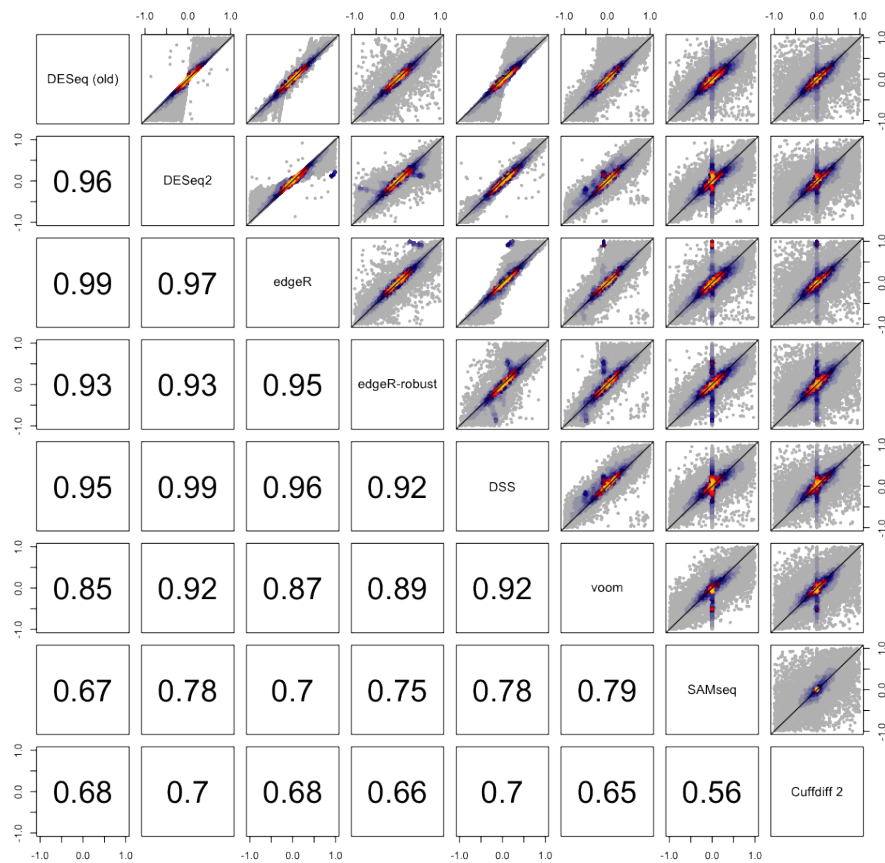 -1.0 0.0 1.0 -1.0 0.0 1.0 -1.0 0.0 1.0 -1.0 0.0 1.0
DESeq (old) -1.0 0.0 1.0
-1.0 0.0 1.0 0.96 DESeq2
0.99 0.97 edgeR -1.0 0.0 1.0
-1.0 0.0 1.0 0.93 0.93 0.95 edgeR-robust
0.95 0.99 0.96 0.92 DSS -1.0 0.0 1.0
-1.0 0.0 1.0 0.85 0.92 0.87 0.89 0.92 voom
0.67 0.78 0.7 0.75 0.78 0.79 SAMseq -1.0 0.0 1.0
-1.0 0.0 1.0 0.68 0.7 0.68 0.66 0.7 0.65 0.56 Cuffdiff 2
-1.0 0.0 1.0 -1.0 0.0 1.0 -1.0 0.0 1.0 -1.0 0.0 1.0